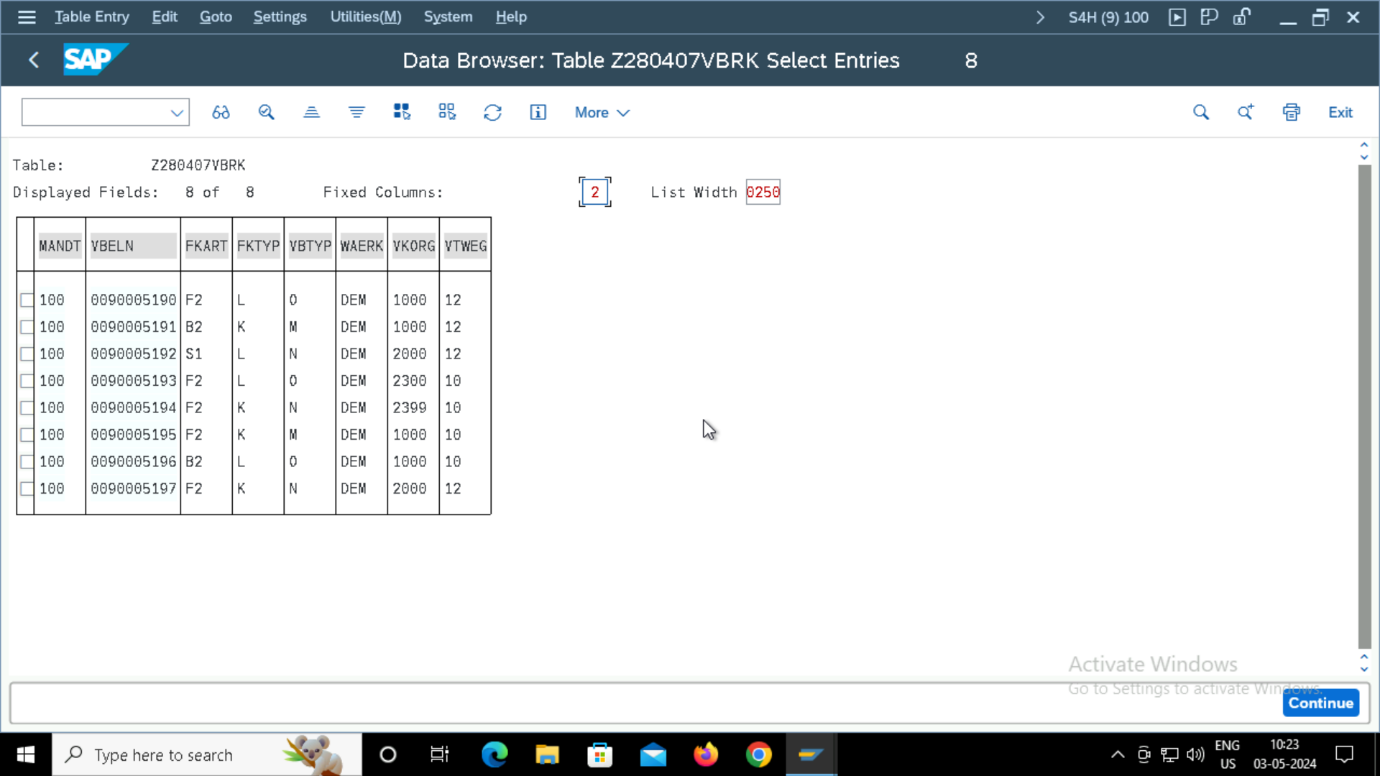 Table Entry Edit Goto Settings Utilities(M) System Help S4H (9) 100
SAP Data Browser: Table Z280407VBRK Select Entries 8
More Exit
Table: Z280407VBRK
Displayed Fields: 8 of 8 Fixed Columns: 2 List Width 0250
MANDT VBELN FKART FKTYP VBTYP WAERK VKORG VTWEG
100 0090005190 F2 L O DEM 1000 12
100 0090005191 B2 K M DEM 1000 12
100 0090005192 S1 L N DEM 2000 12
100 0090005193 F2 L O DEM 2300 10
100 0090005194 F2 K N DEM 2399 10
100 0090005195 F2 K M DEM 1000 10
100 0090005196 B2 L O DEM 1000 10
100 0090005197 F2 K N DEM 2000 12
Activate Windows
Go to Settings to activate Windows.
Continue
Type here to search
ENG
US
10:23
03-05-2024